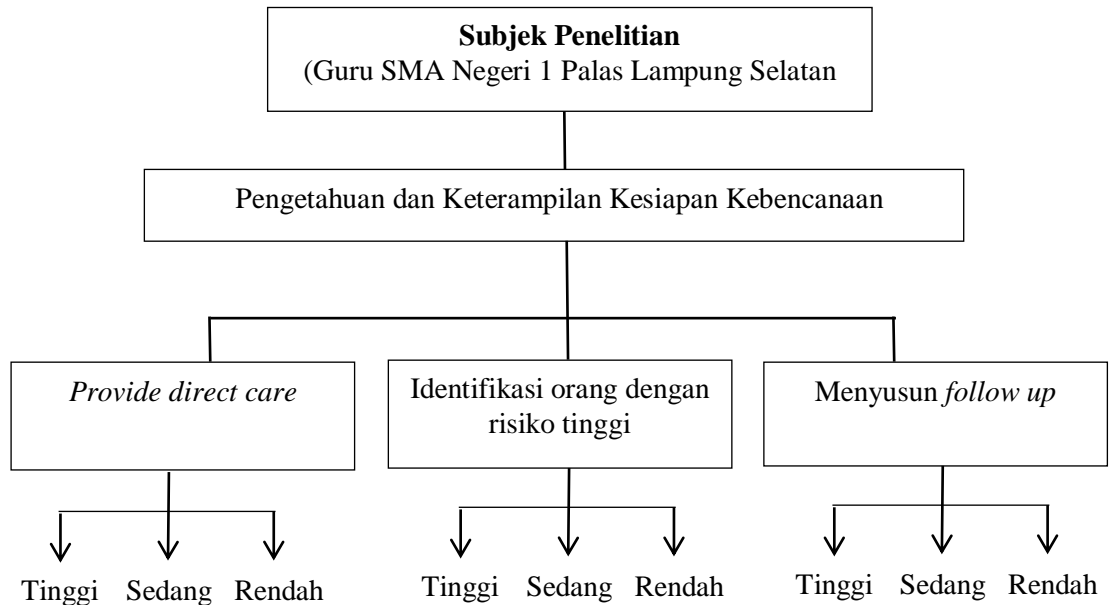 Subjek Penelitian
(Guru SMA Negeri 1 Palas Lampung Selatan
Pengetahuan dan Keterampilan Kesiapan Kebencanaan
Provide direct care
Identifikasi orang dengan
risiko tinggi
Menyusun follow up
Tinggi Sedang Rendah
Tinggi Sedang Rendah
Tinggi Sedang Rendah